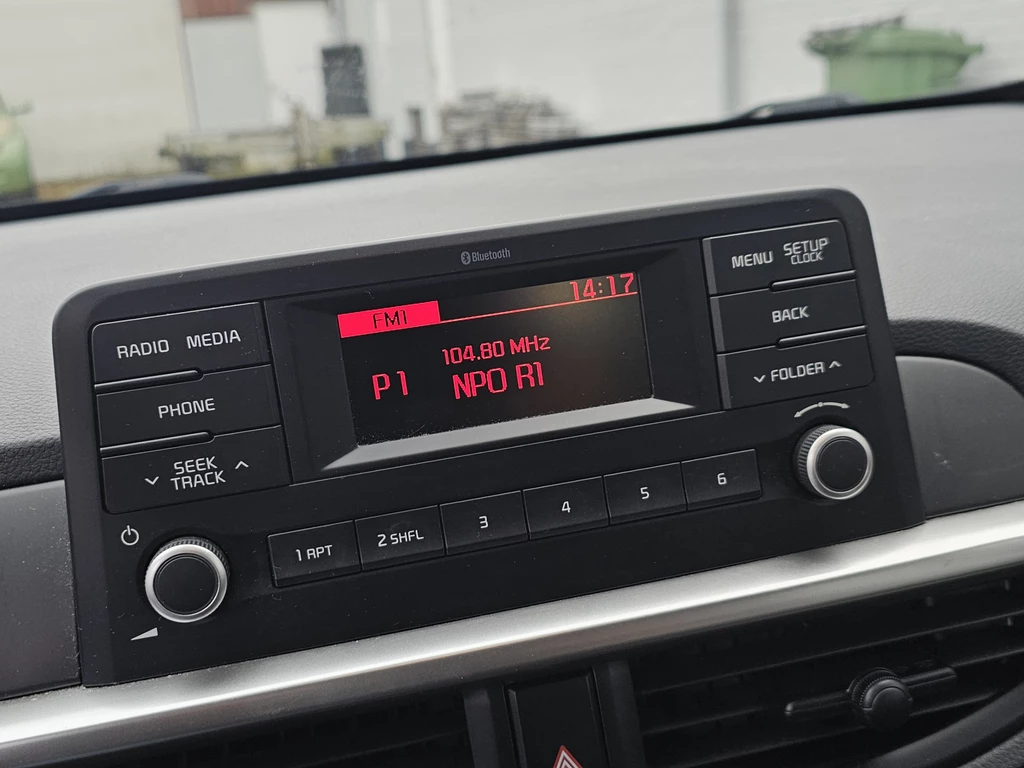 Bluetooth
RADIO MEDIA
PHONE
SEEK
TRACK
FM1
14:17
104.80 MHz
P1 NPO R1
MENU SETUP
CLOCK
BACK
FOLDER
1 RPT 2 SHFL 3 4 5 6